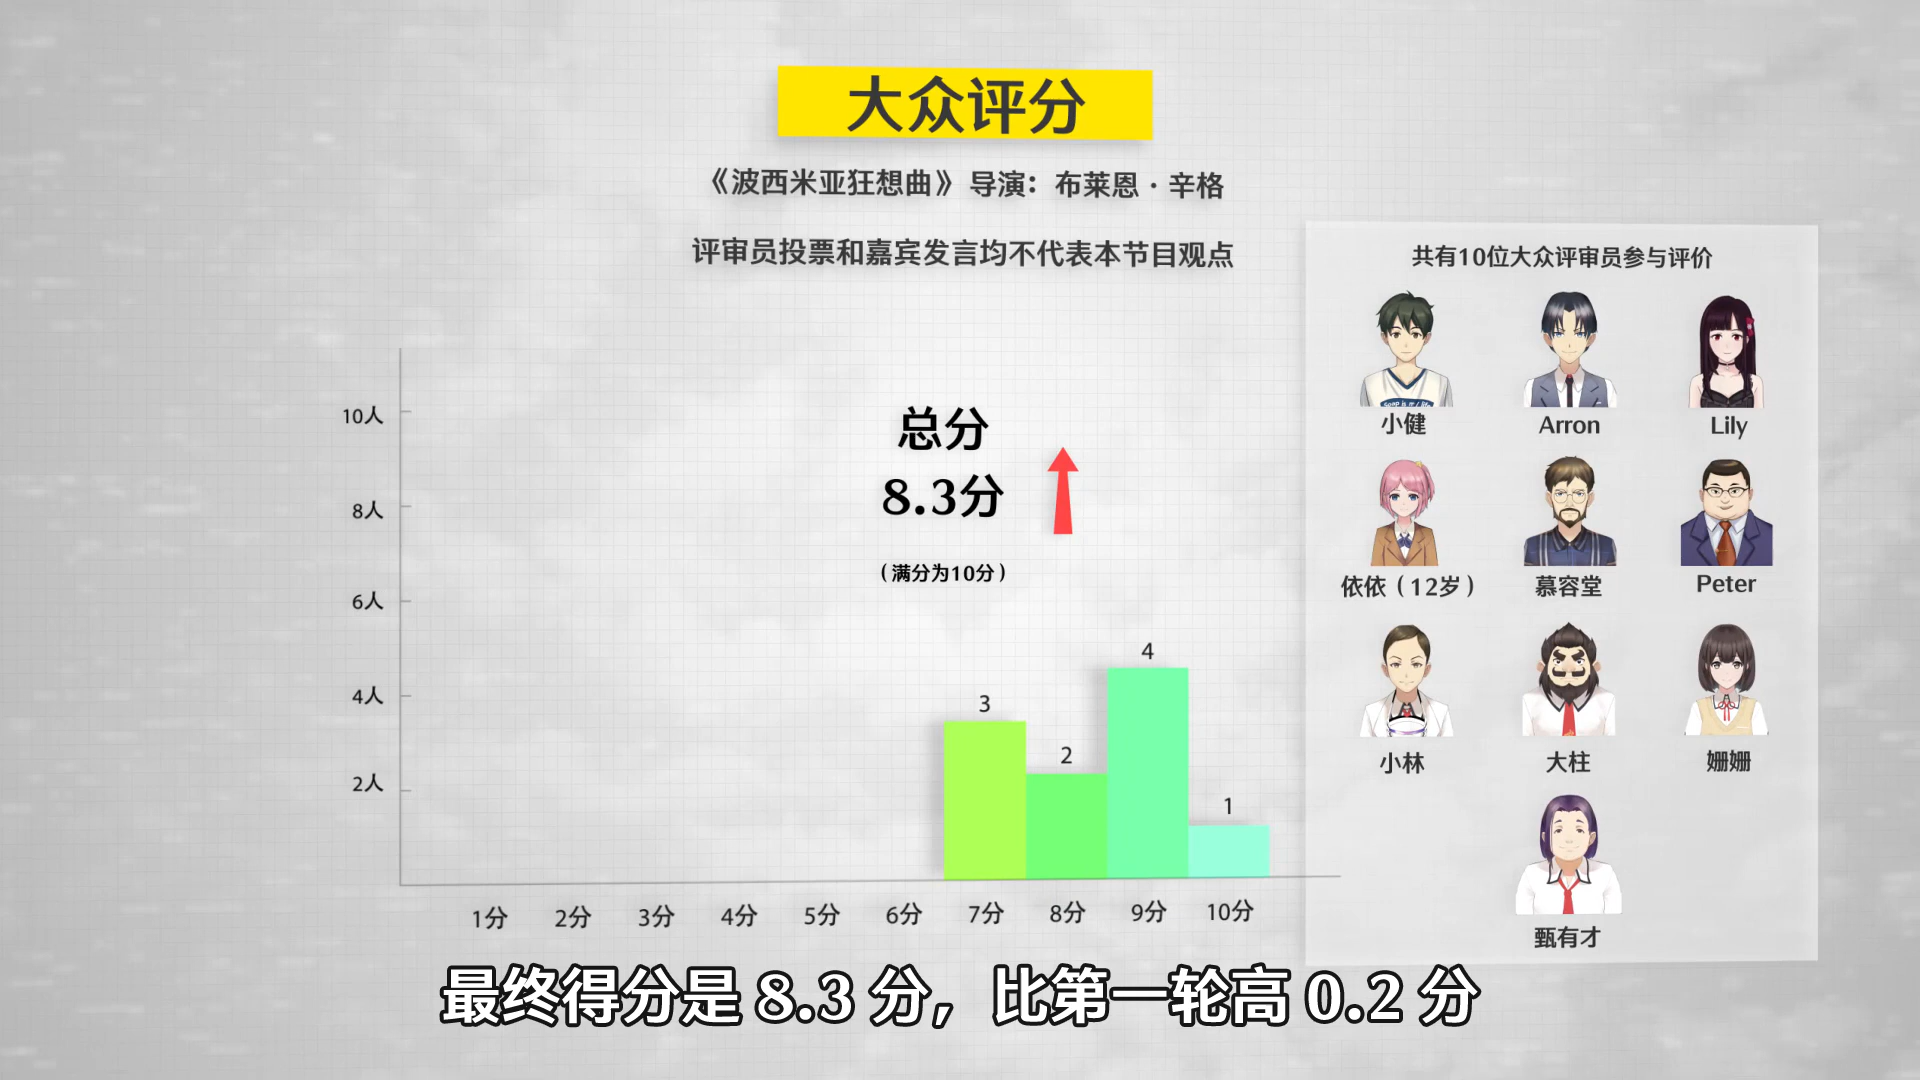 大众评分
《波西米亚狂想曲》导演：布莱恩·辛格
评审员投票和嘉宾发言均不代表本节目观点
共有10位大众评审员参与评价
小健
Arron
Lily
依依（12岁）
慕容堂
Peter
小林
大柱
姗姗
甄有才
总分
8.3分
（满分为10分）
10人
8人
6人
4人
2人
3
2
4
1
1分
2分
3分
4分
5分
6分
7分
8分
9分
10分
最终得分是 8.3 分，比第一轮高 0.2 分